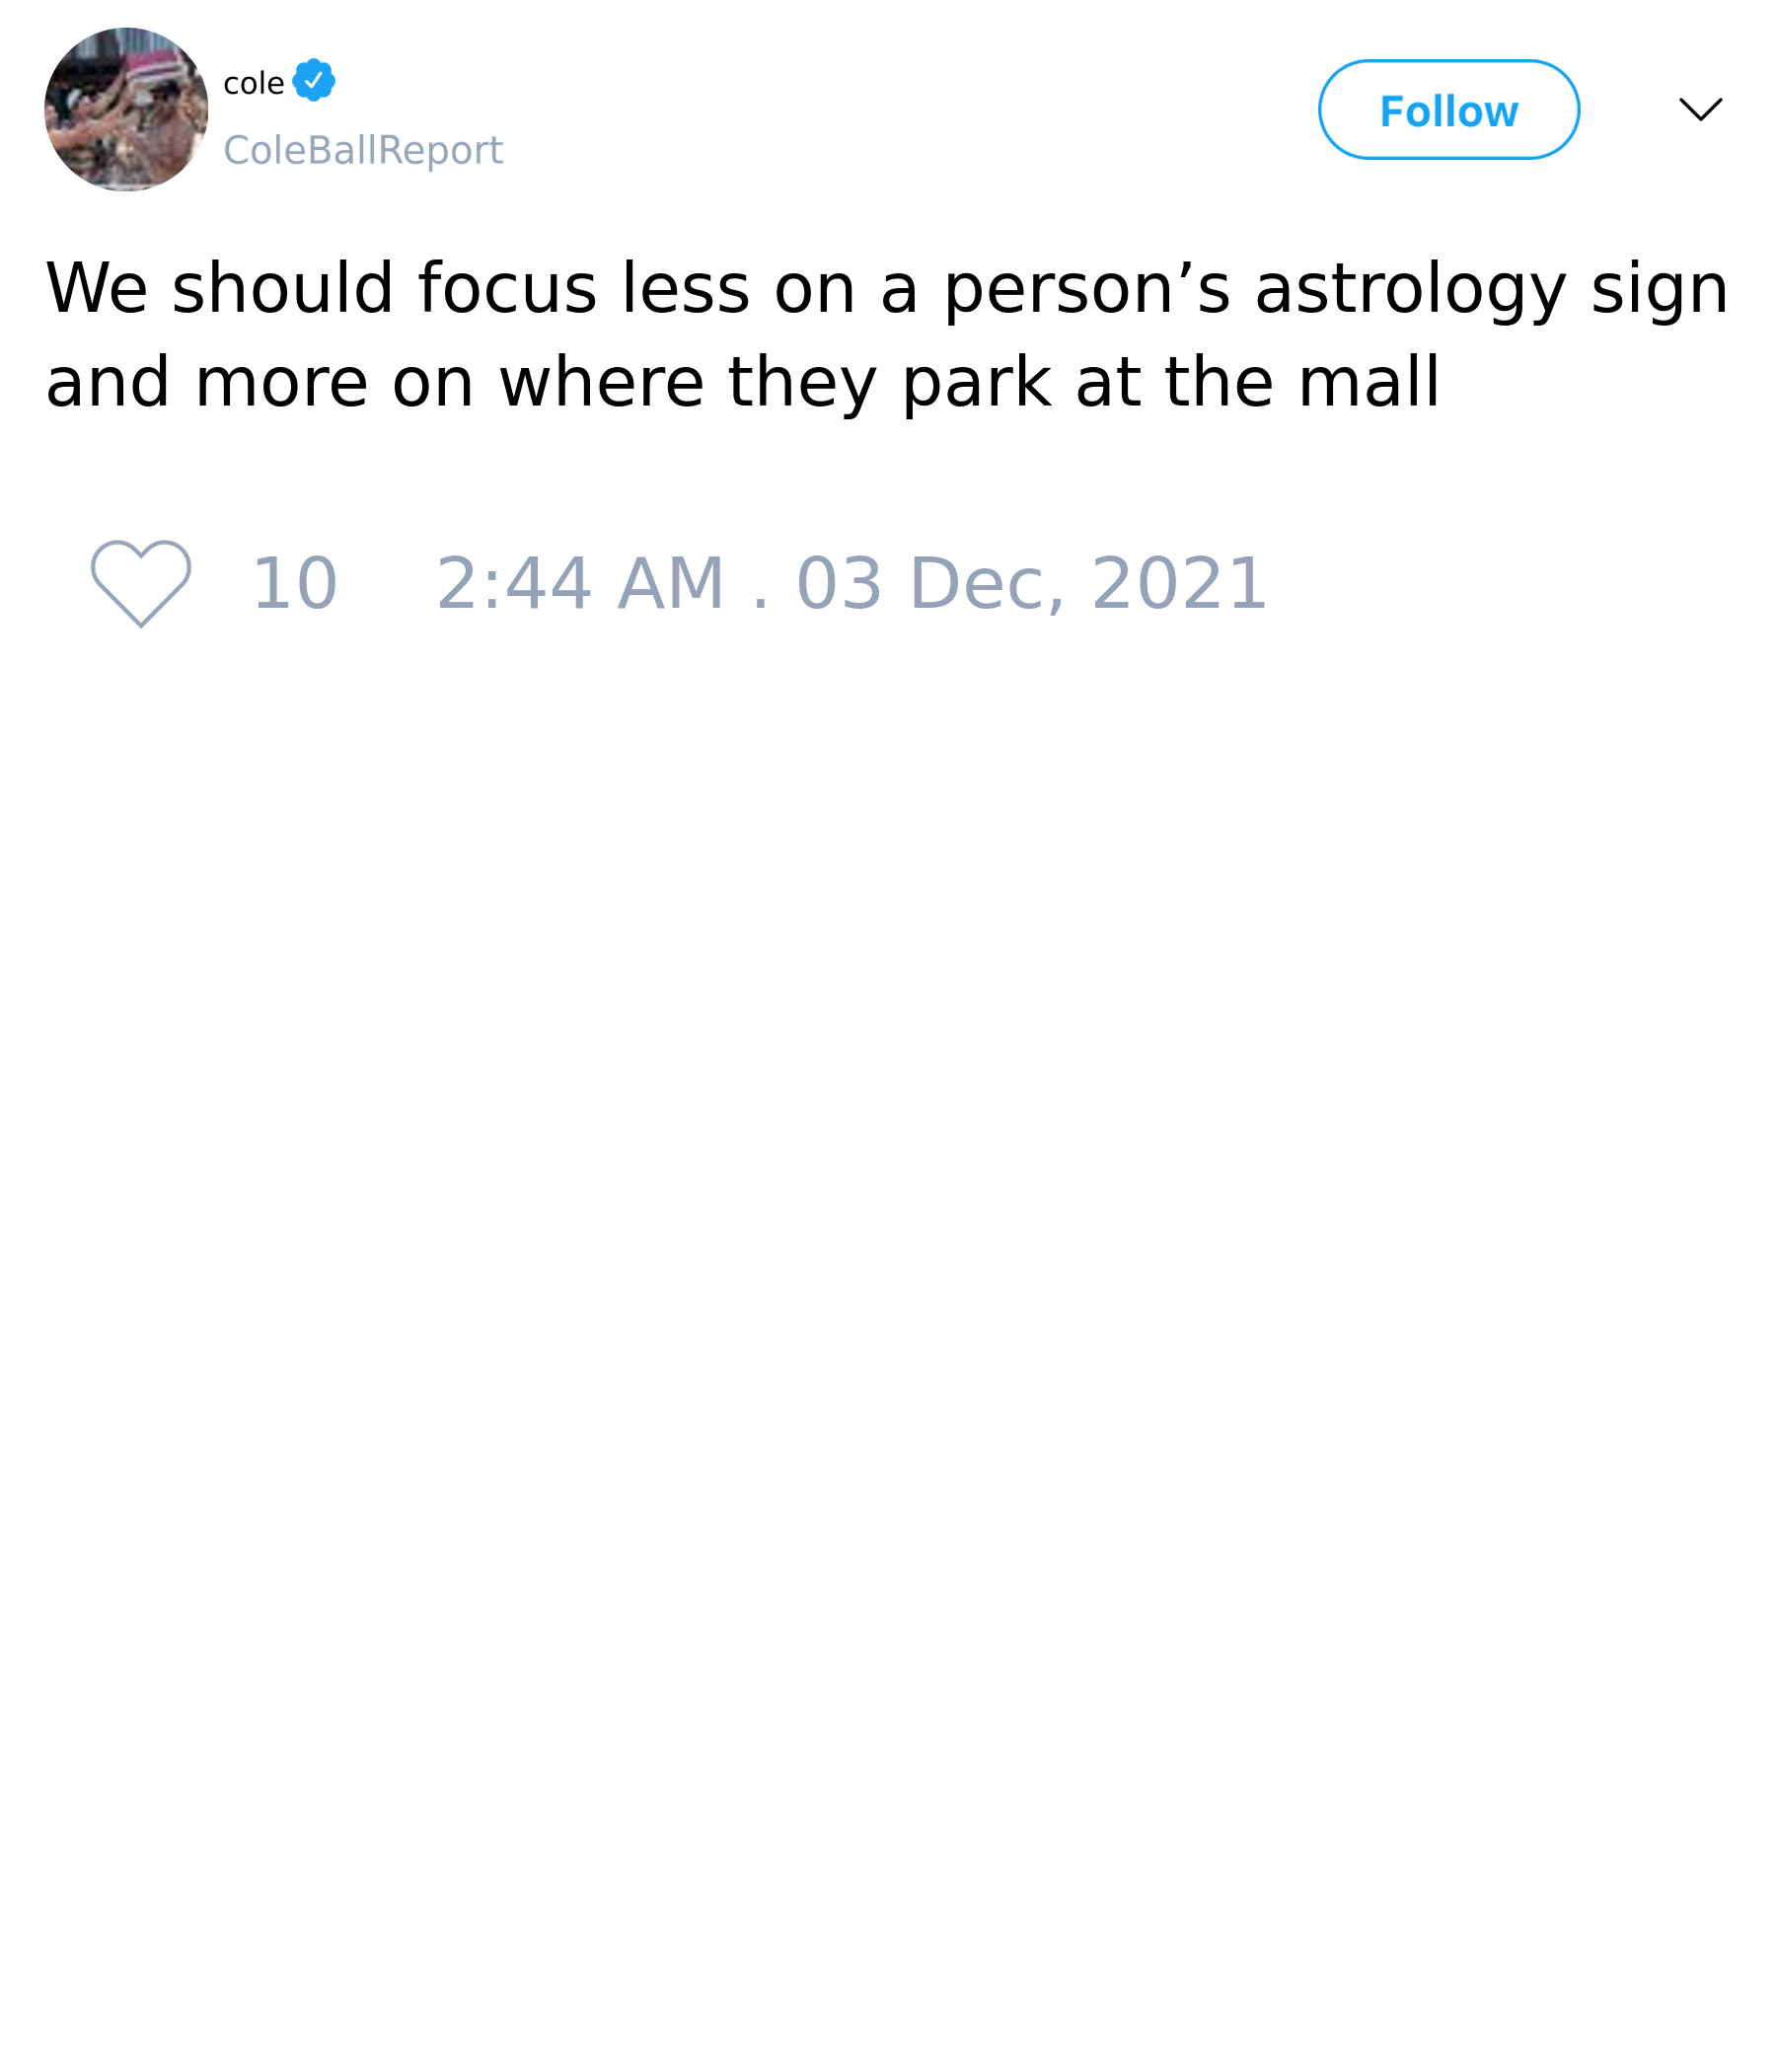 cole
ColeBallReport
Follow
We should focus less on a person’s astrology sign
and more on where they park at the mall
10 2:44 AM . 03 Dec, 2021